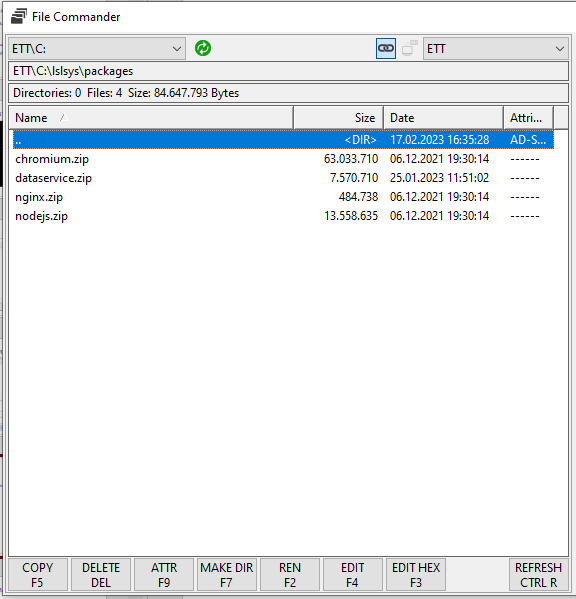 File Commander
ETT\C: ETT
ETT\C:\lslsys\packages
Directories: 0 Files: 4 Size: 84.647.793 Bytes
Name Size Date Attri...
.. <DIR> 17.02.2023 16:35:28 AD-S...
chromium.zip 63.033.710 06.12.2021 19:30:14 ------
dataservice.zip 7.570.710 25.01.2023 11:51:02 ------
nginx.zip 484.738 06.12.2021 19:30:14 ------
nodejs.zip 13.558.635 06.12.2021 19:30:14 ------
COPY DELETE ATTR MAKE DIR REN EDIT EDIT HEX REFRESH
F5 DEL F9 F7 F2 F4 F3 CTRL R